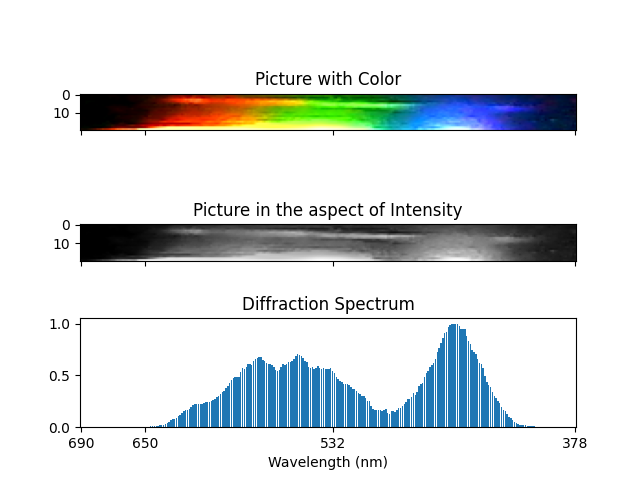 Picture with Color
0
10
Picture in the aspect of Intensity
0
10
Diffraction Spectrum
1.0
0.5
0.0
690 650 532 378
Wavelength (nm)